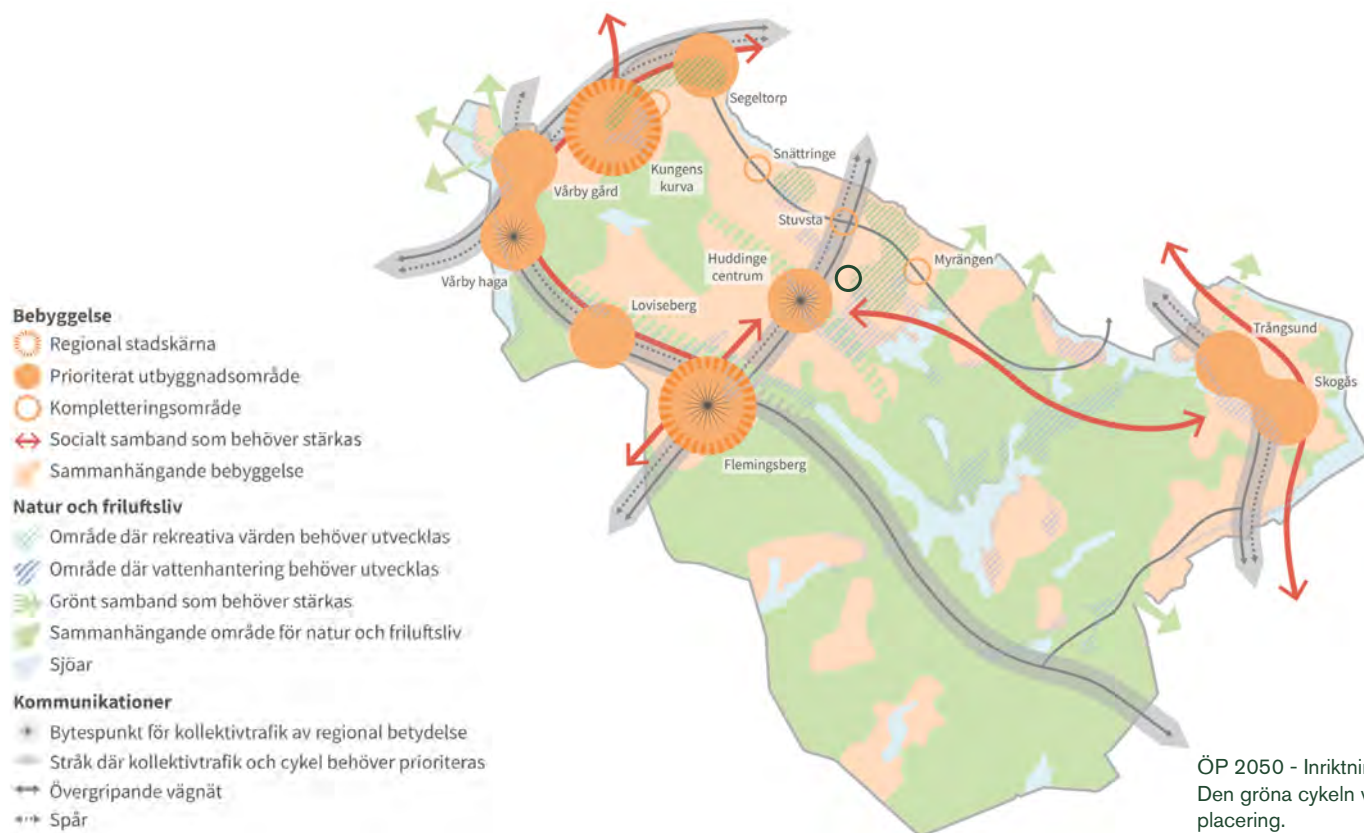 Segeltorp
Snättringe
Kungens
kurva
Vårby gård
Stuvsta
Huddinge
centrum
Myrängen
Vårby haga
Loviseberg
Trångsund
Skogås
Flemingsberg
Bebyggelse
Regional stadskärna
Prioriterat utbyggnadsområde
Kompletteringsområde
Socialt samband som behöver stärkas
Sammanhängande bebyggelse
Natur och friluftsliv
Område där rekreativa värden behöver utvecklas
Område där vattenhantering behöver utvecklas
Grönt samband som behöver stärkas
Sammanhängande område för natur och friluftsliv
Sjöar
Kommunikationer
Bytespunkt för kollektivtrafik av regional betydelse
Stråk där kollektivtrafik och cykel behöver prioriteras
Övergripande vägnät
Spår
ÖP 2050 - Inriktni
Den gröna cykeln v
placering.